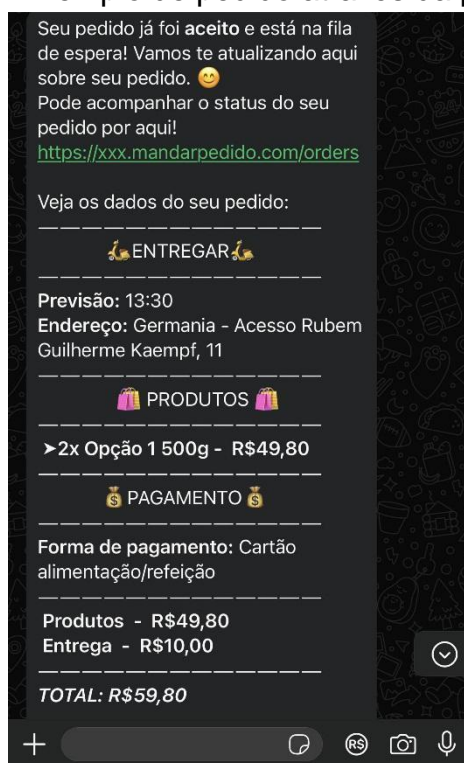 Seu pedido já foi aceito e está na fila
de espera! Vamos te atualizando aqui
sobre seu pedido. 😊
Pode acompanhar o status do seu
pedido por aqui!
https://xxx.mandarpedido.com/orders
Veja os dados do seu pedido:
—————————————
🛵ENTREGAR🛵
—————————————
Previsão: 13:30
Endereço: Germania - Acesso Rubem
Guilherme Kaempf, 11
—————————————
🛍️ PRODUTOS 🛍️
—————————————
➤2x Opção 1 500g - R$49,80
—————————————
💰 PAGAMENTO 💰
—————————————
Forma de pagamento: Cartão
alimentação/refeição
—————————————
Produtos - R$49,80
Entrega - R$10,00
—————————————
TOTAL: R$59,80
R$